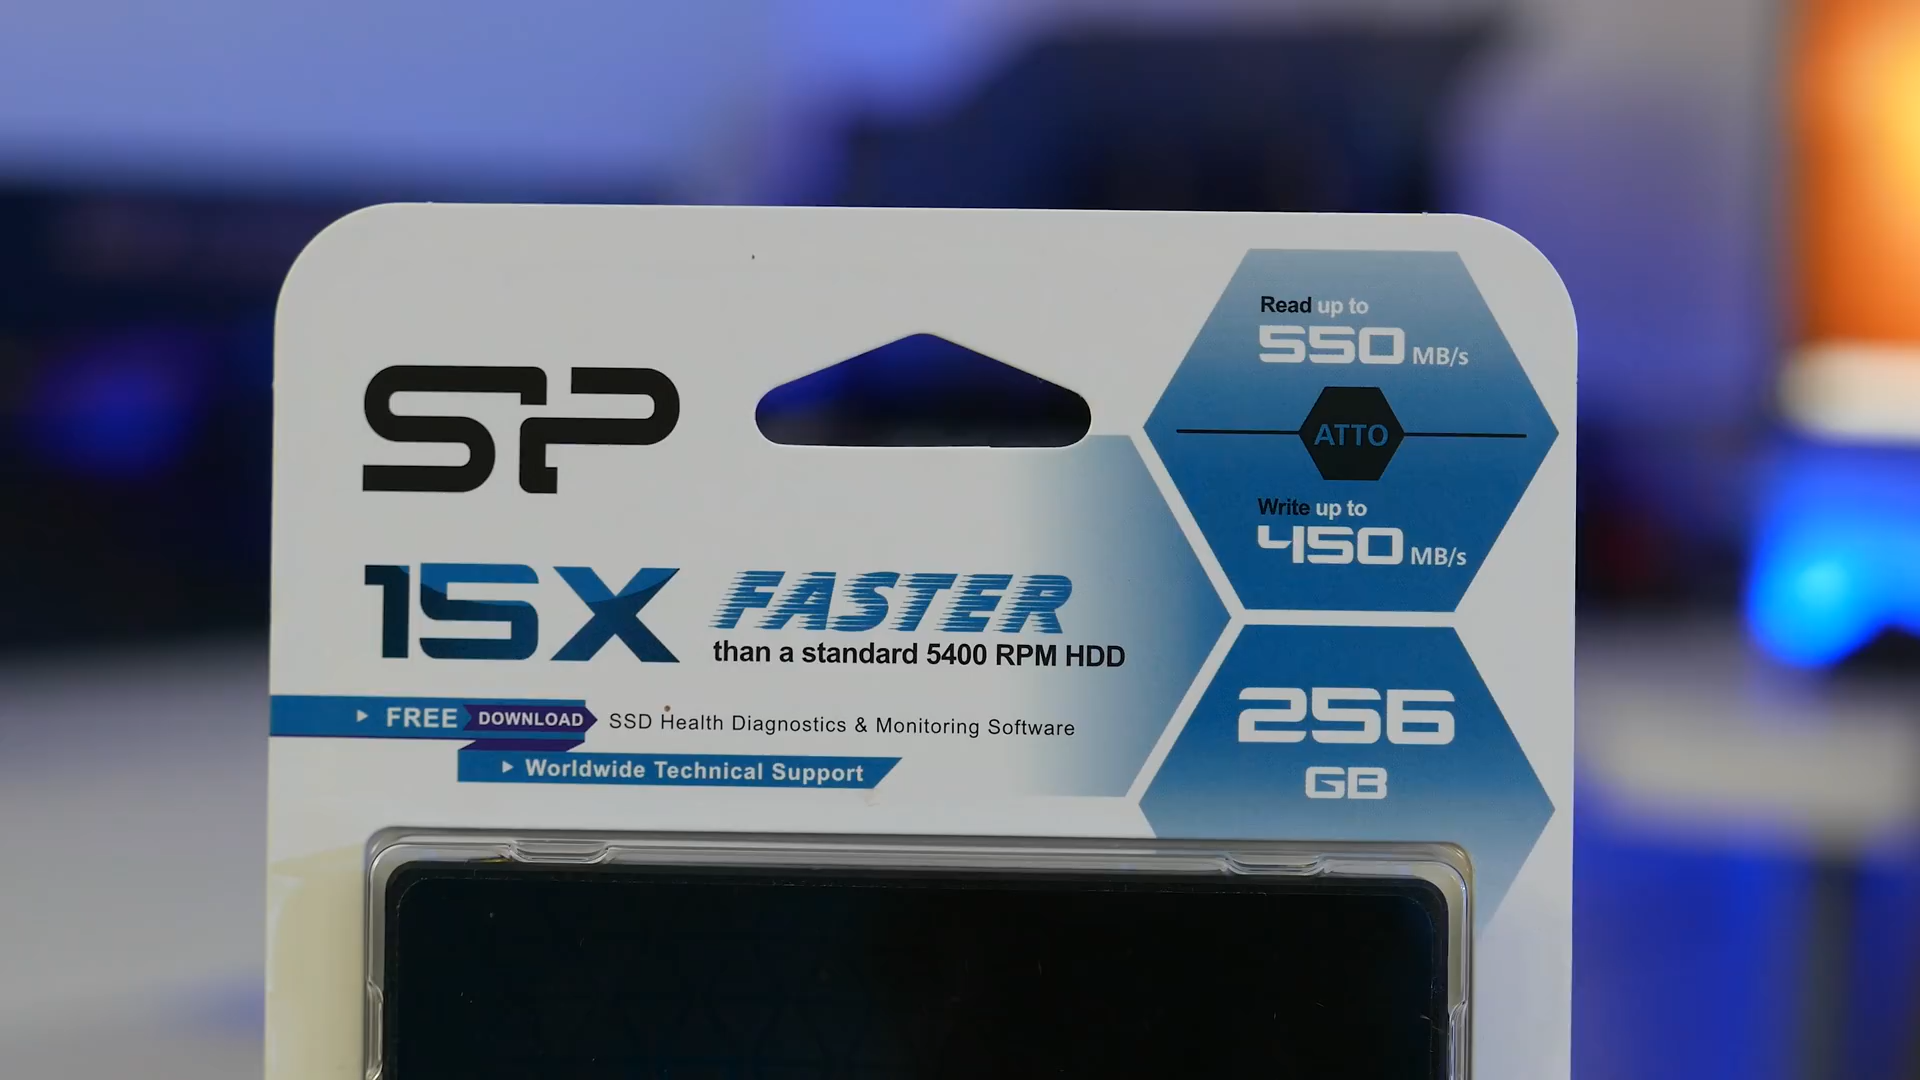 SP
15X FASTER
than a standard 5400 RPM HDD
FREE DOWNLOAD SSD Health Diagnostics & Monitoring Software
Worldwide Technical Support
Read up to
550 MB/s
ATTO
Write up to
450 MB/s
256
GB